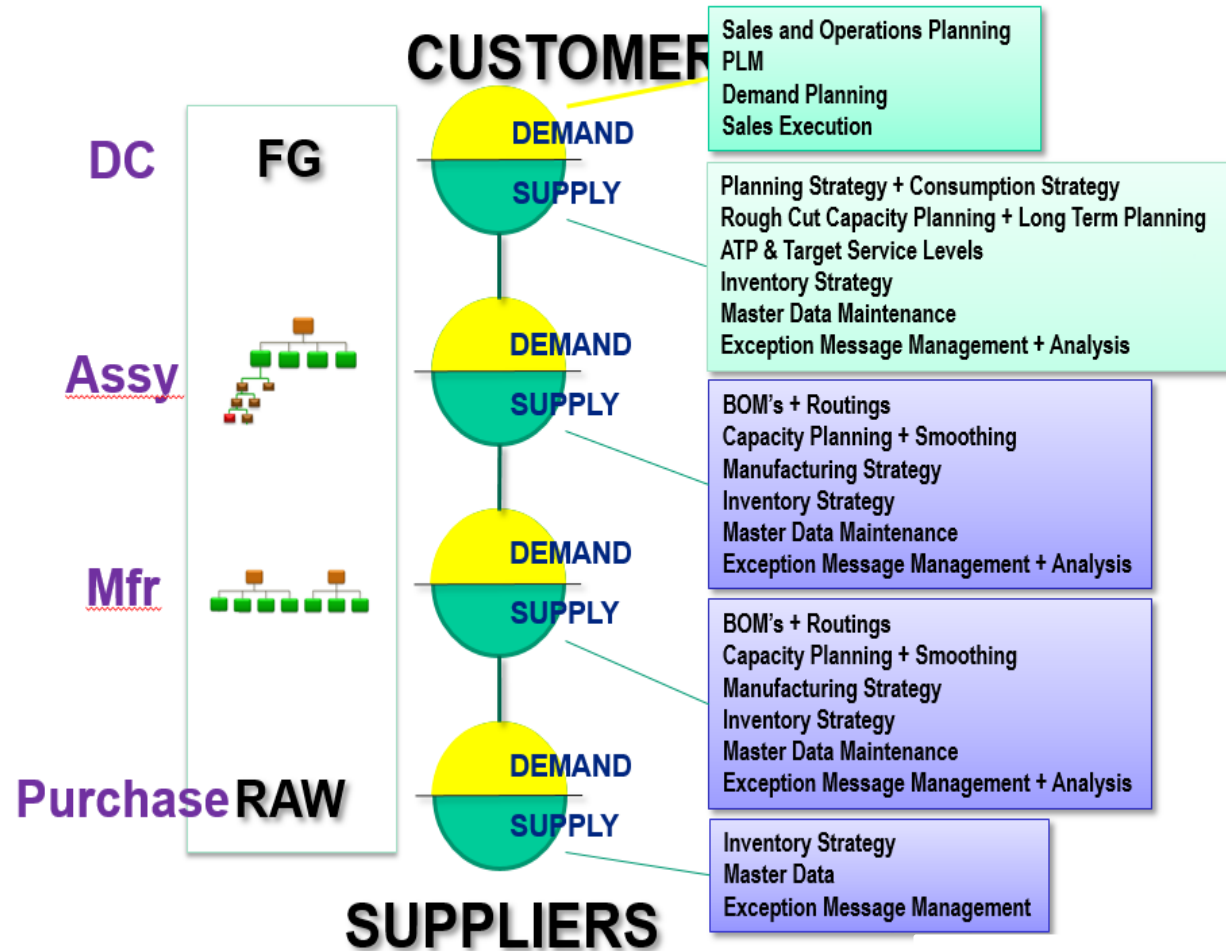 CUSTOMER
Sales and Operations Planning
PLM
Demand Planning
Sales Execution
DC
FG
DEMAND
SUPPLY
Planning Strategy + Consumption Strategy
Rough Cut Capacity Planning + Long Term Planning
ATP & Target Service Levels
Inventory Strategy
Master Data Maintenance
Exception Message Management + Analysis
Assy
DEMAND
SUPPLY
BOM's + Routings
Capacity Planning + Smoothing
Manufacturing Strategy
Inventory Strategy
Master Data Maintenance
Exception Message Management + Analysis
Mfr
DEMAND
SUPPLY
BOM's + Routings
Capacity Planning + Smoothing
Manufacturing Strategy
Inventory Strategy
Master Data Maintenance
Exception Message Management + Analysis
Purchase
RAW
DEMAND
SUPPLY
Inventory Strategy
Master Data
Exception Message Management
SUPPLIERS